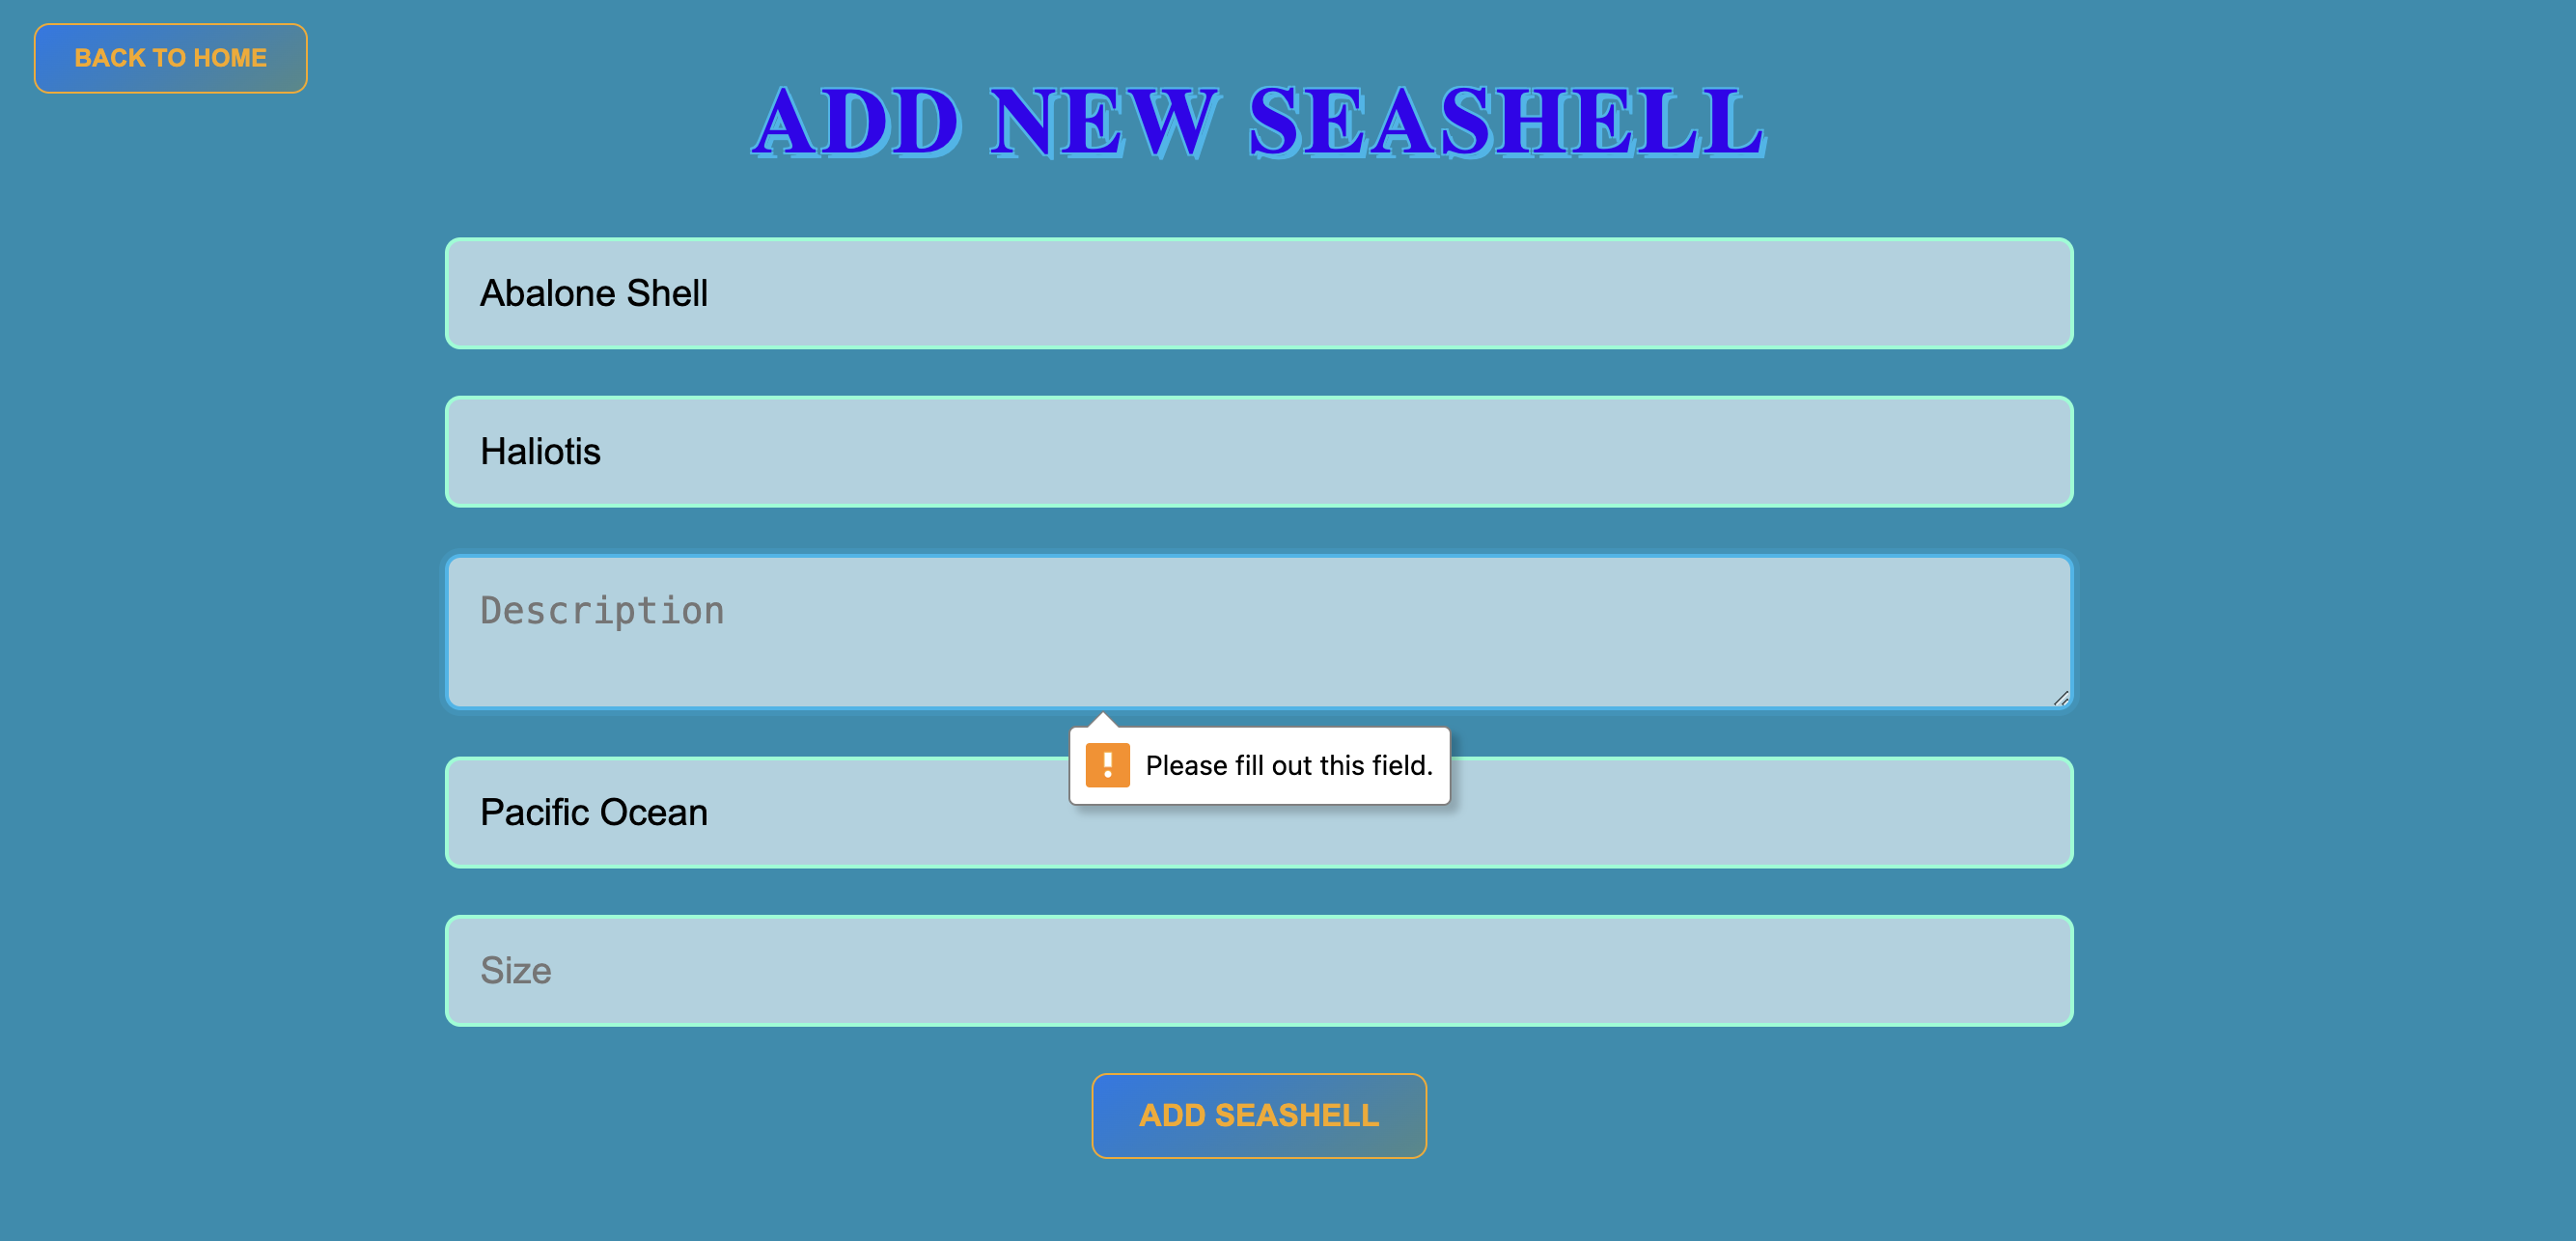 BACK TO HOME
ADD NEW SEASHELL
Abalone Shell
Haliotis
Description
Please fill out this field.
Pacific Ocean
Size
ADD SEASHELL